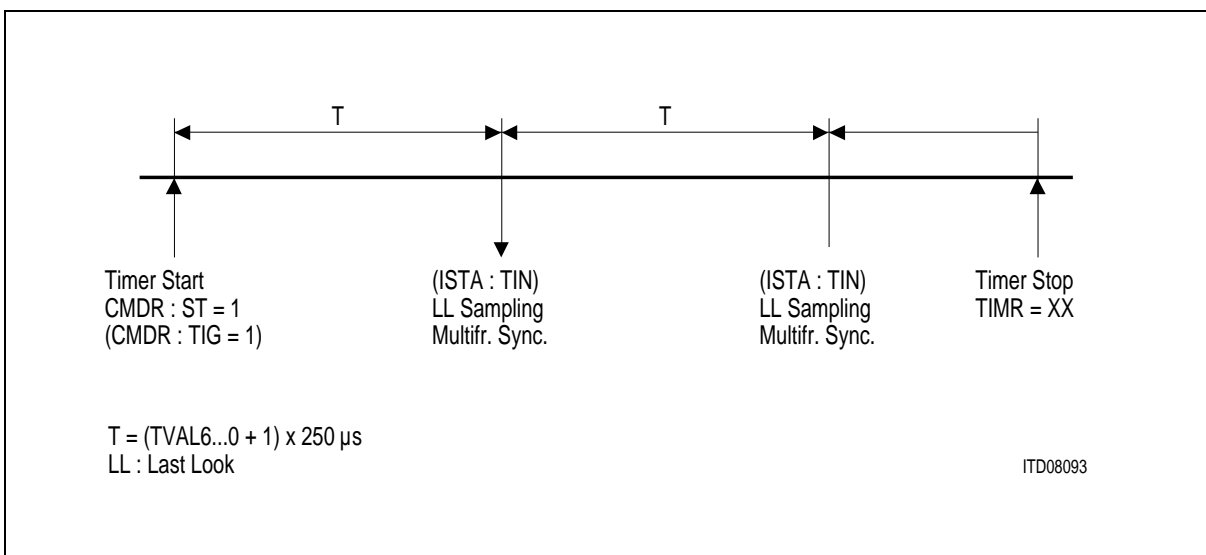 T
T
Timer Start
CMDR : ST = 1
(CMDR : TIG = 1)
(ISTA : TIN)
LL Sampling
Multifr. Sync.
(ISTA : TIN)
LL Sampling
Multifr. Sync.
Timer Stop
TIMR = XX
T = (TVAL6...0 + 1) x 250 µs
LL : Last Look
ITD08093